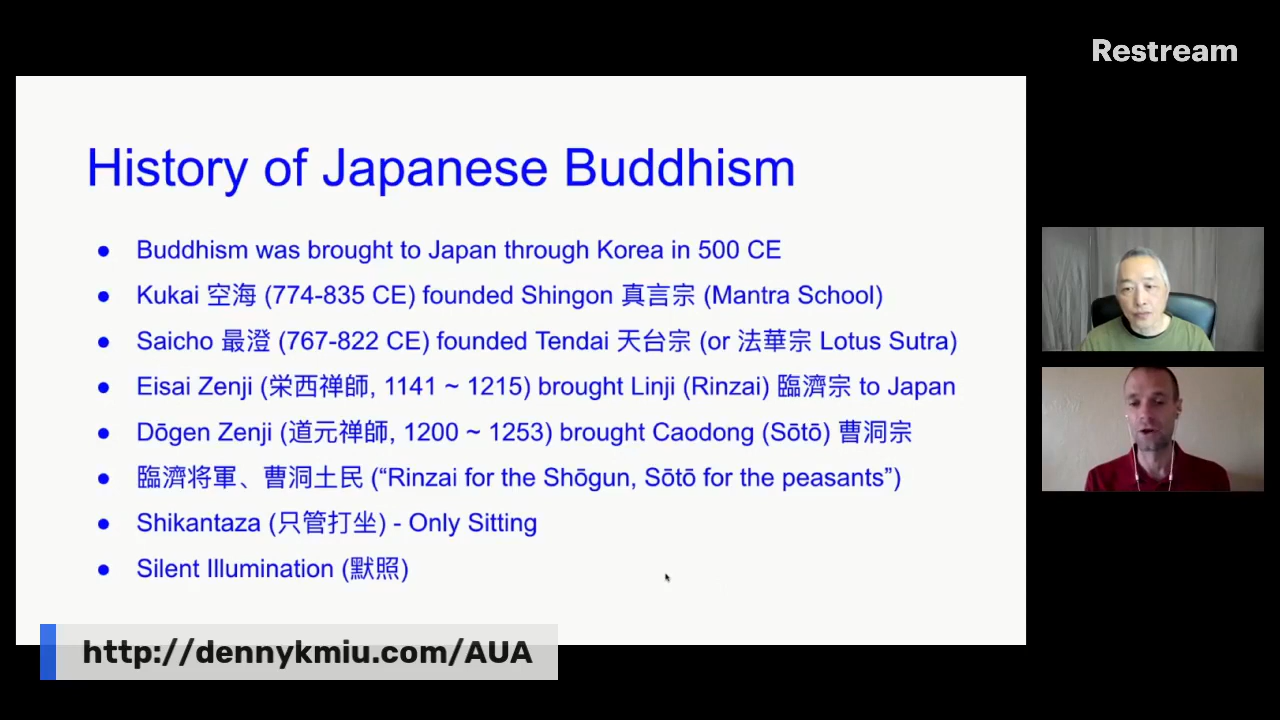 Restream
History of Japanese Buddhism
● Buddhism was brought to Japan through Korea in 500 CE
● Kukai 空海 (774-835 CE) founded Shingon 真言宗 (Mantra School)
● Saicho 最澄 (767-822 CE) founded Tendai 天台宗 (or 法華宗 Lotus Sutra)
● Eisai Zenji (栄西禅師, 1141 ~ 1215) brought Linji (Rinzai) 臨濟宗 to Japan
● Dōgen Zenji (道元禅師, 1200 ~ 1253) brought Caodong (Sōtō) 曹洞宗
● 臨濟将軍、曹洞土民 (“Rinzai for the Shōgun, Sōtō for the peasants”)
● Shikantaza (只管打坐) - Only Sitting
● Silent Illumination (默照)
http://dennykmiu.com/AUA